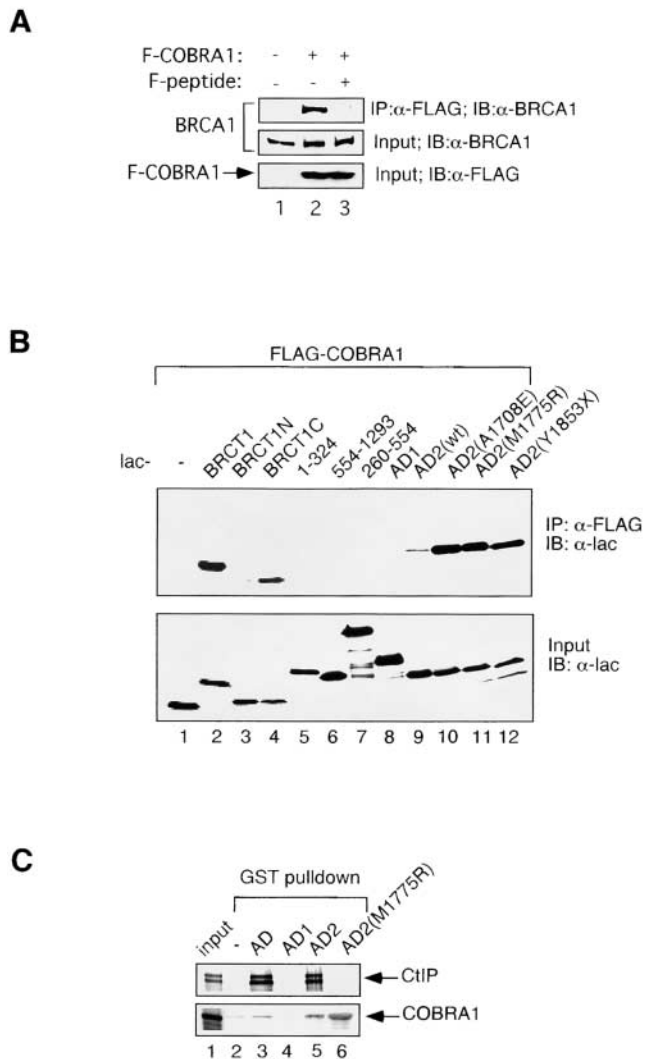 A
F-COBRA1: - + +
F-peptide: - - +
BRCA1
IP:α-FLAG; IB:α-BRCA1
Input; IB:α-BRCA1
F-COBRA1
Input; IB:α-FLAG
1 2 3
B
FLAG-COBRA1
lac- - BRCT1 BRCT1N BRCT1C 1-324 554-1293 260-554 AD1 AD2(wt) AD2(A1708E) AD2(M1775R) AD2(Y1853X)
IP: α-FLAG
IB: α-lac
Input
IB: α-lac
1 2 3 4 5 6 7 8 9 10 11 12
C
GST pulldown
input - AD AD1 AD2 AD2(M1775R)
CtIP
COBRA1
1 2 3 4 5 6